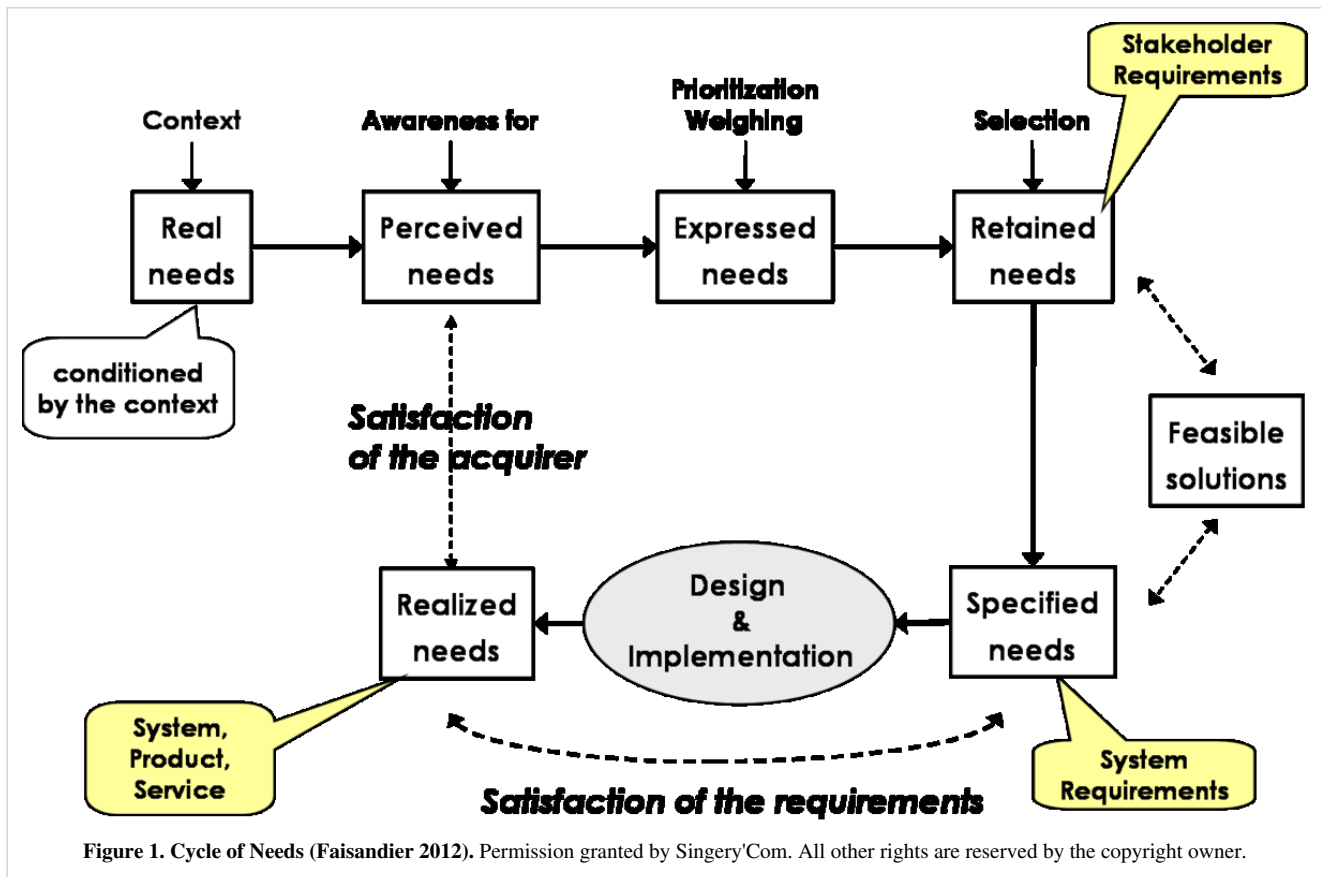 Stakeholder
Requirements
Context
Awareness for
Prioritization
Weighing
Selection
Real
needs
Perceived
needs
Expressed
needs
Retained
needs
conditioned
by the context
Satisfaction
of the acquirer
Feasible
solutions
Realized
needs
Design
&
Implementation
Specified
needs
System,
Product,
Service
System
Requirements
Satisfaction of the requirements
Figure 1. Cycle of Needs (Faisandier 2012). Permission granted by Singery'Com. All other rights are reserved by the copyright owner.